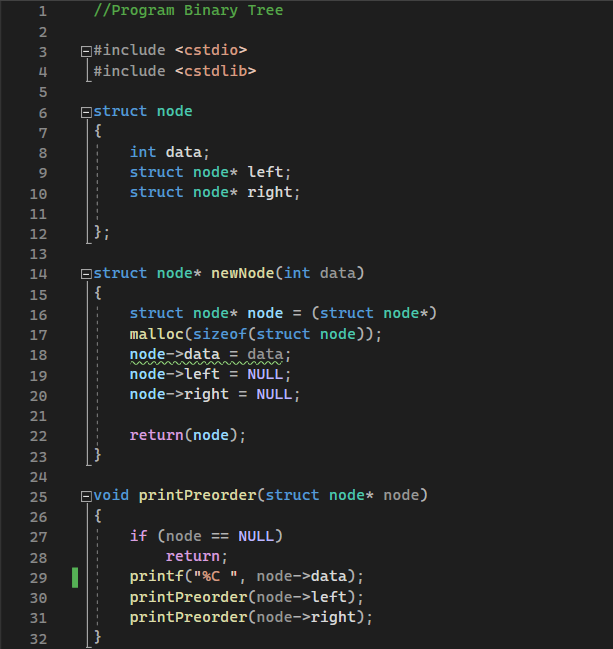 1 //Program Binary Tree
2
3 #include <cstdio>
4 #include <cstdlib>
5
6 struct node
7 {
8 int data;
9 struct node* left;
10 struct node* right;
11
12 };
13
14 struct node* newNode(int data)
15 {
16 struct node* node = (struct node*)
17 malloc(sizeof(struct node));
18 node->data = data;
19 node->left = NULL;
20 node->right = NULL;
21
22 return(node);
23 }
24
25 void printPreorder(struct node* node)
26 {
27 if (node == NULL)
28 return;
29 printf("%C ", node->data);
30 printPreorder(node->left);
31 printPreorder(node->right);
32 }